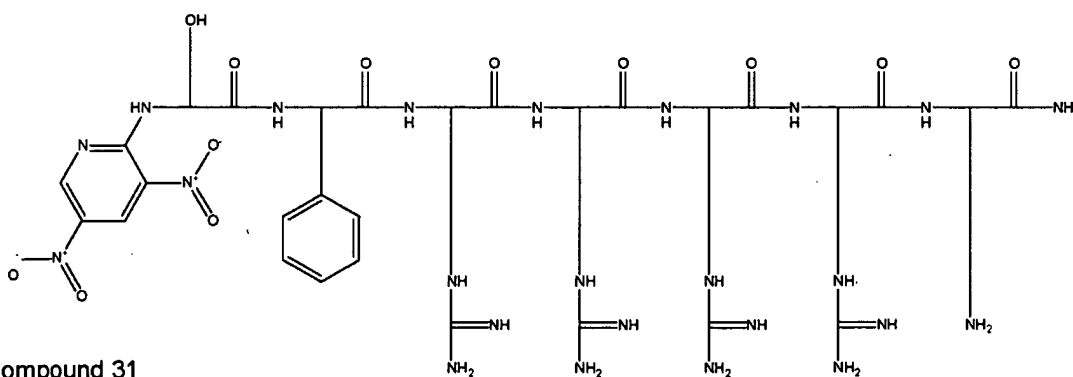 OH
O O O O O O O
HN N N N N N N NH
H H H H H H
N O-
N+
O
N+
-O
NH NH NH NH
O
NH NH NH NH NH2
NH2 NH2 NH2 NH2
ompound 31